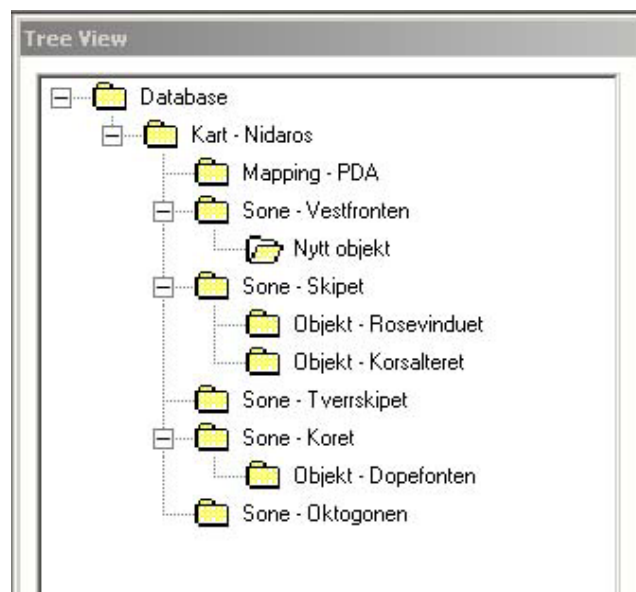 Tree View
Database
Kart - Nidaros
Mapping - PDA
Sone - Vestfronten
Nytt objekt
Sone - Skipet
Objekt - Rosevinduet
Objekt - Korsalteret
Sone - Tverrskipet
Sone - Koret
Objekt - Dopefonten
Sone - Oktogonen